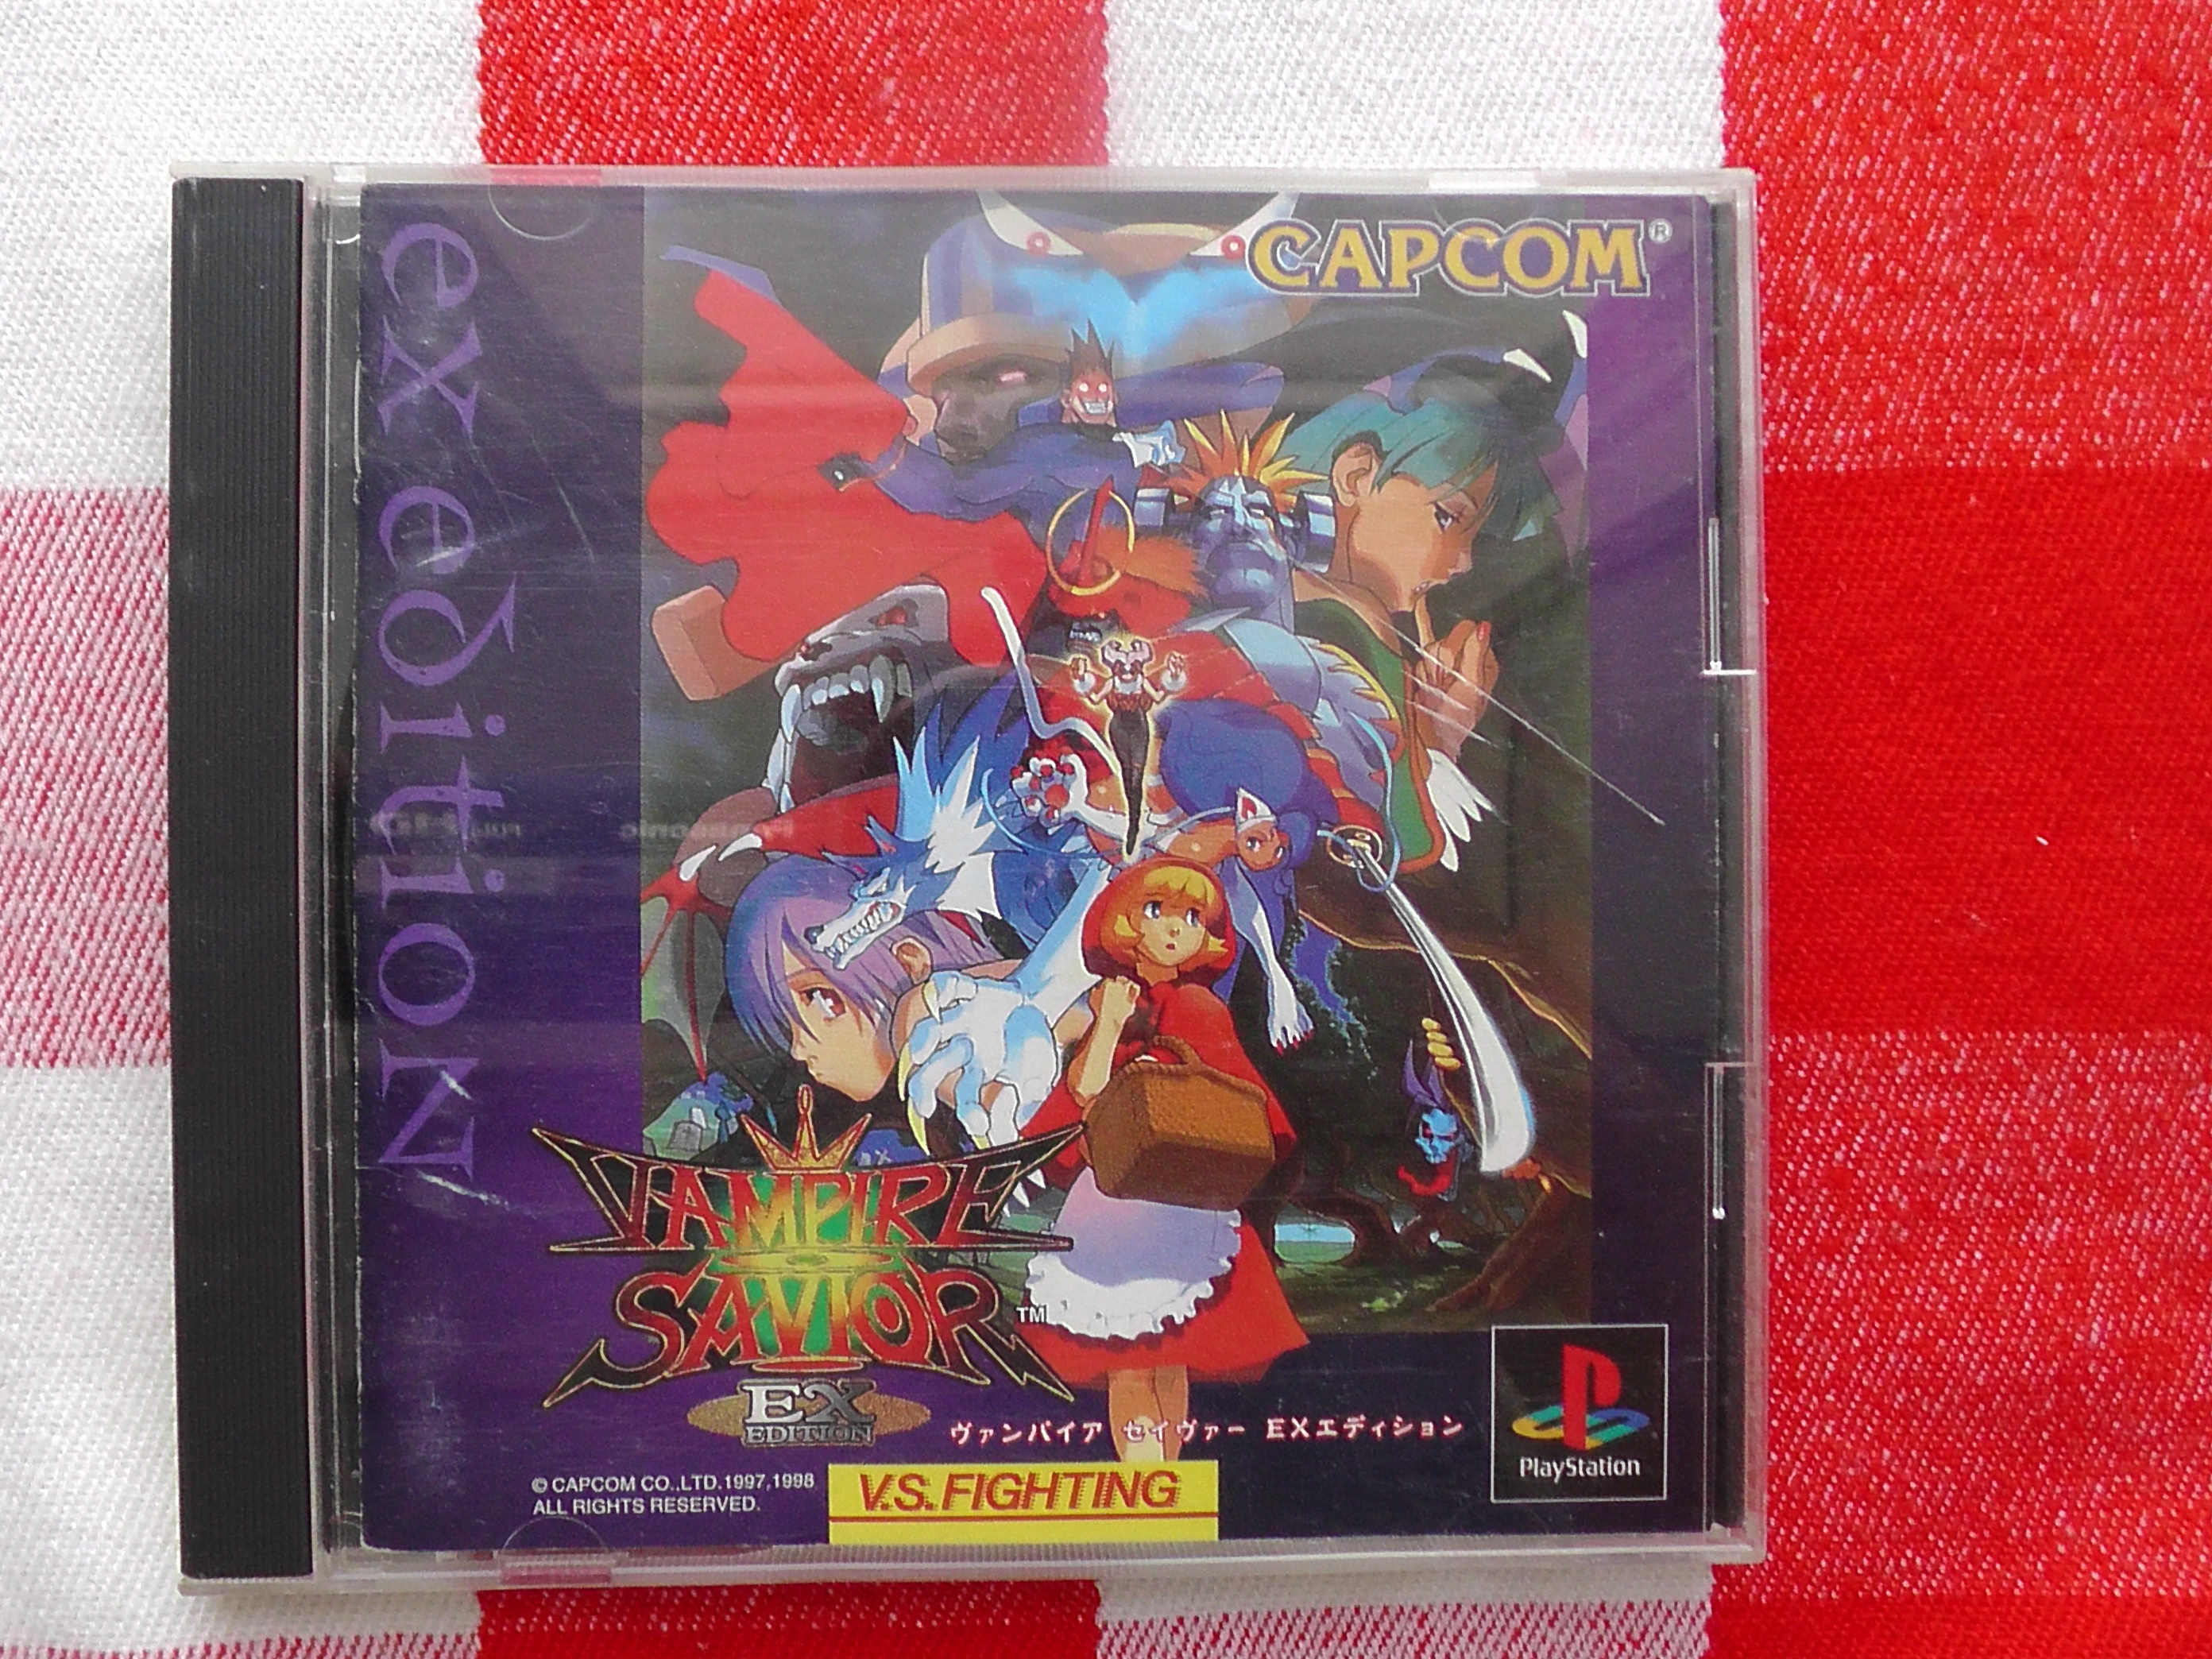 ex edition
CAPCOM®
VAMPIRE
SAVIOR™
EX
EDITION
ヴァンパイア セイヴァー EXエディション
© CAPCOM CO.,LTD.1997,1998
ALL RIGHTS RESERVED.
V.S.FIGHTING
PlayStation